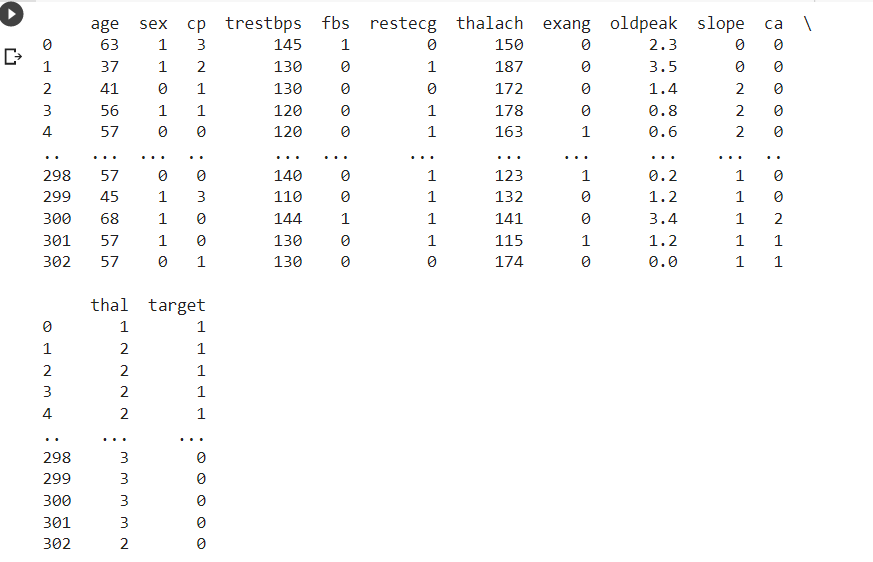 age sex cp trestbps fbs restecg thalach exang oldpeak slope ca \
0 63 1 3 145 1 0 150 0 2.3 0 0
1 37 1 2 130 0 1 187 0 3.5 0 0
2 41 0 1 130 0 0 172 0 1.4 2 0
3 56 1 1 120 0 1 178 0 0.8 2 0
4 57 0 0 120 0 1 163 1 0.6 2 0
.. ... ... .. ... ... ... ... ... ... ... ..
298 57 0 0 140 0 1 123 1 0.2 1 0
299 45 1 3 110 0 1 132 0 1.2 1 0
300 68 1 0 144 1 1 141 0 3.4 1 2
301 57 1 0 130 0 1 115 1 1.2 1 1
302 57 0 1 130 0 0 174 0 0.0 1 1
thal target
0 1 1
1 2 1
2 2 1
3 2 1
4 2 1
.. ... ...
298 3 0
299 3 0
300 3 0
301 3 0
302 2 0